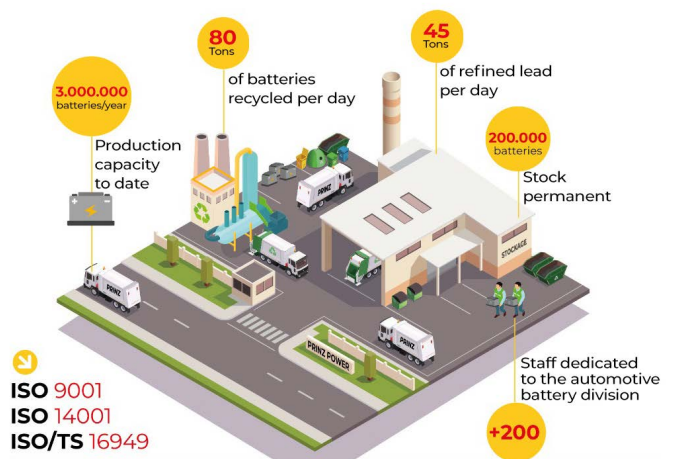 80
Tons
of batteries
recycled per day
45
Tons
of refined lead
per day
3.000.000
batteries/year
Production
capacity
to date
200.000
batteries
Stock
permanent
PRINZ
STOCKAGE
PRINZ
PRINZ
PRINZ POWER
Staff dedicated
to the automotive
battery division
+200
ISO 9001
ISO 14001
ISO/TS 16949